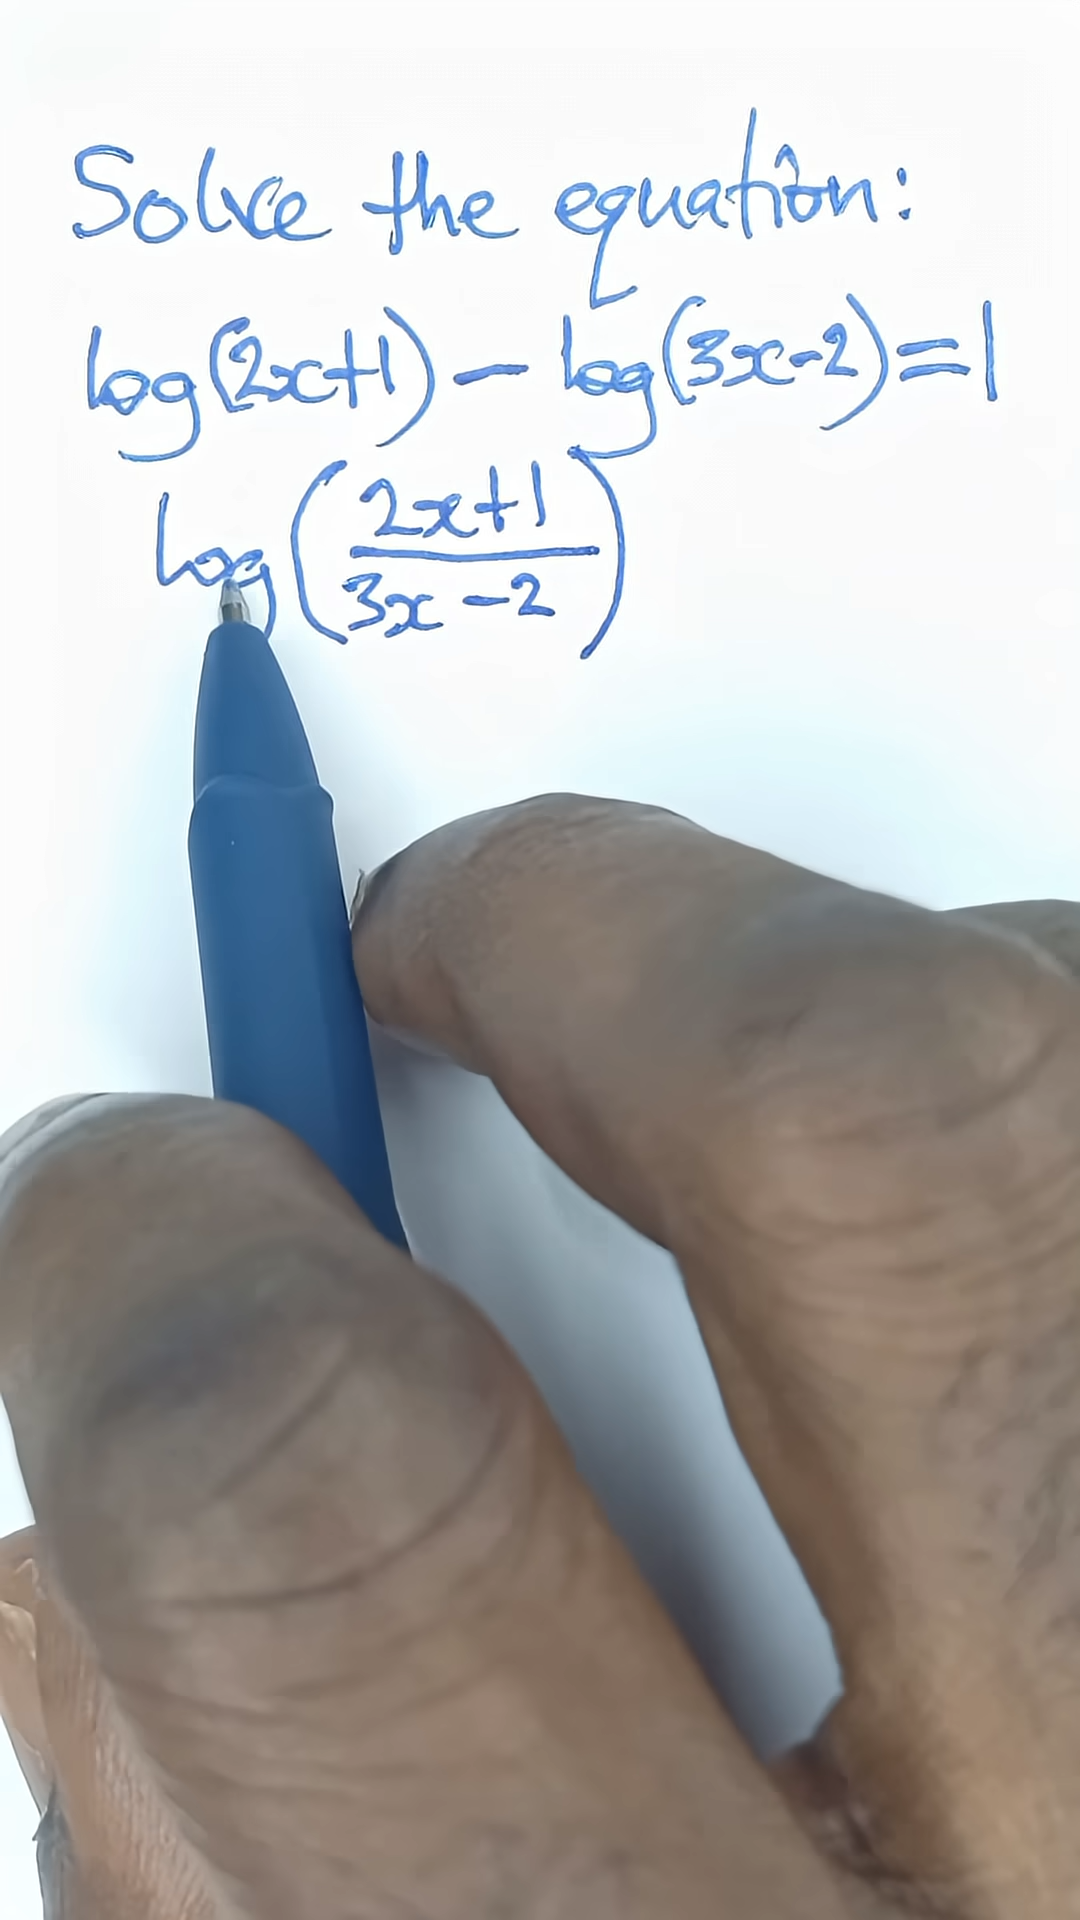 Solve the equation:
log(2x+1) - log(3x-2)=1
log((2x+1)/(3x-2))